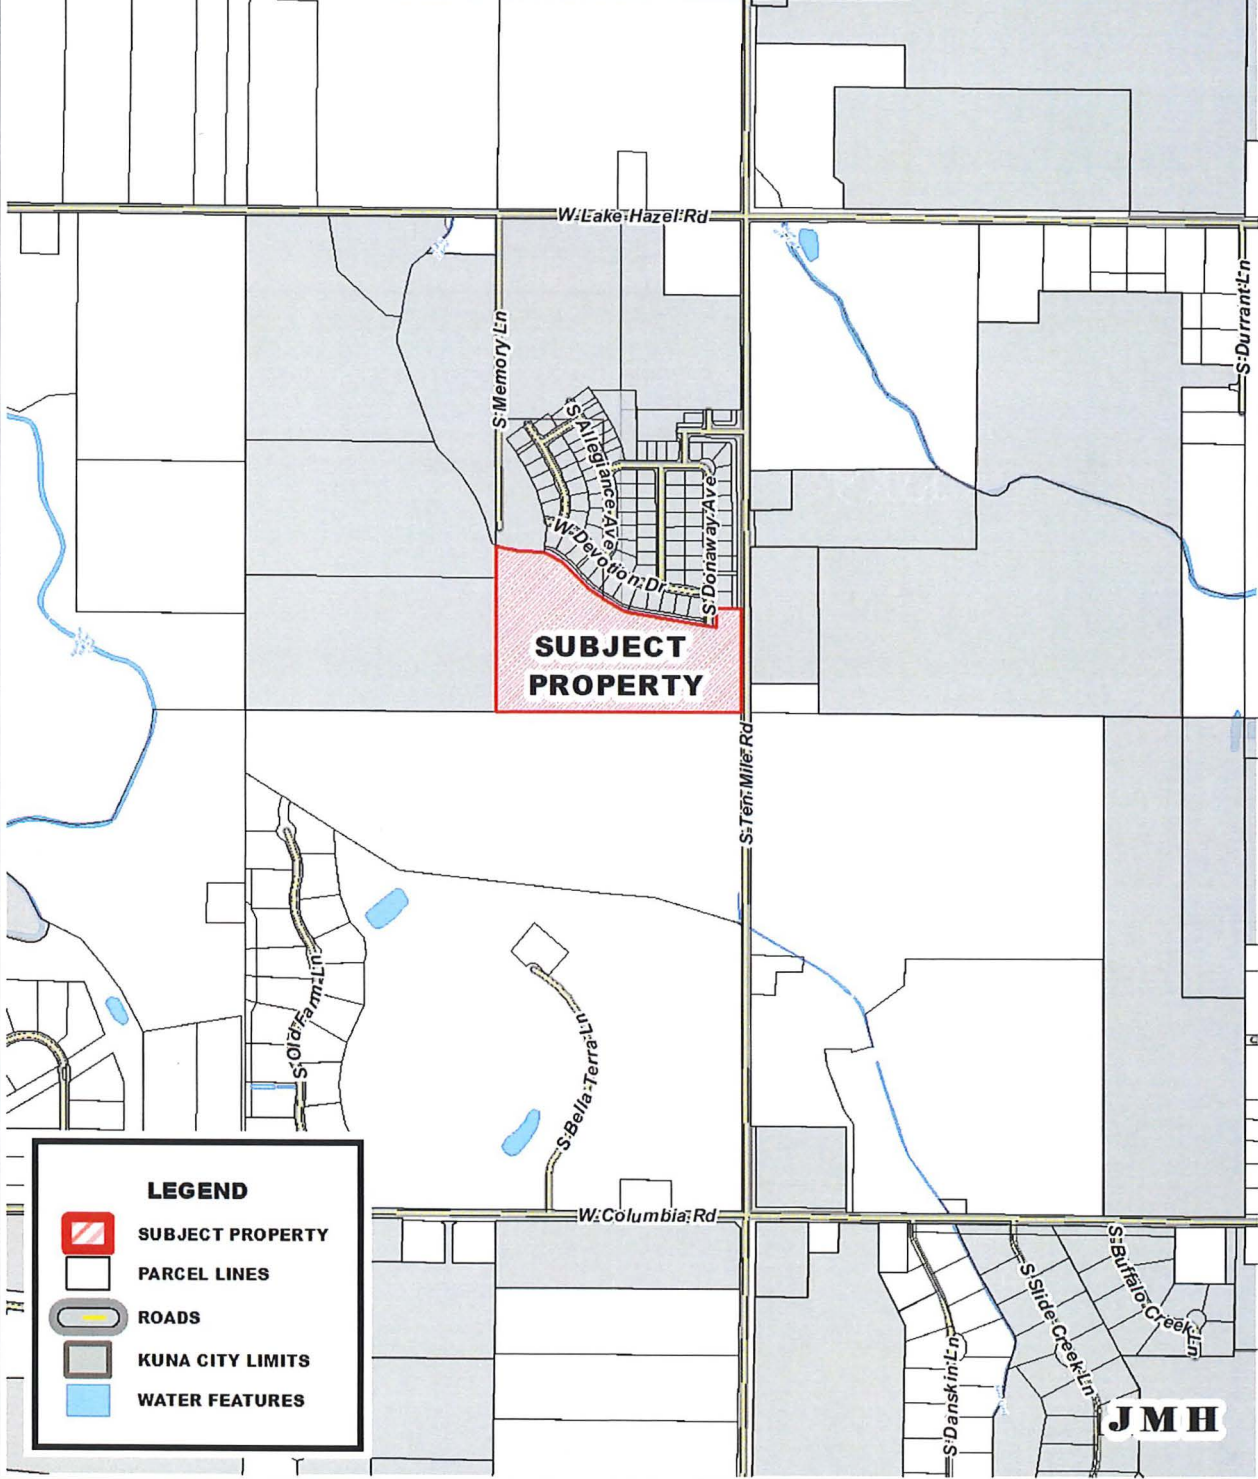 W Lake Hazel Rd
S Durrant Ln
S Memory Ln
S Allegiance Ave
S Donaway Ave
W Devotion Dr
SUBJECT
PROPERTY
S Ten Mile Rd
S Old Farm Ln
S Bella Terra Ln
W Columbia Rd
S Buffalo Creek Ln
S Slide Creek Ln
S Danskin Ln
LEGEND
SUBJECT PROPERTY
PARCEL LINES
ROADS
KUNA CITY LIMITS
WATER FEATURES
JMH